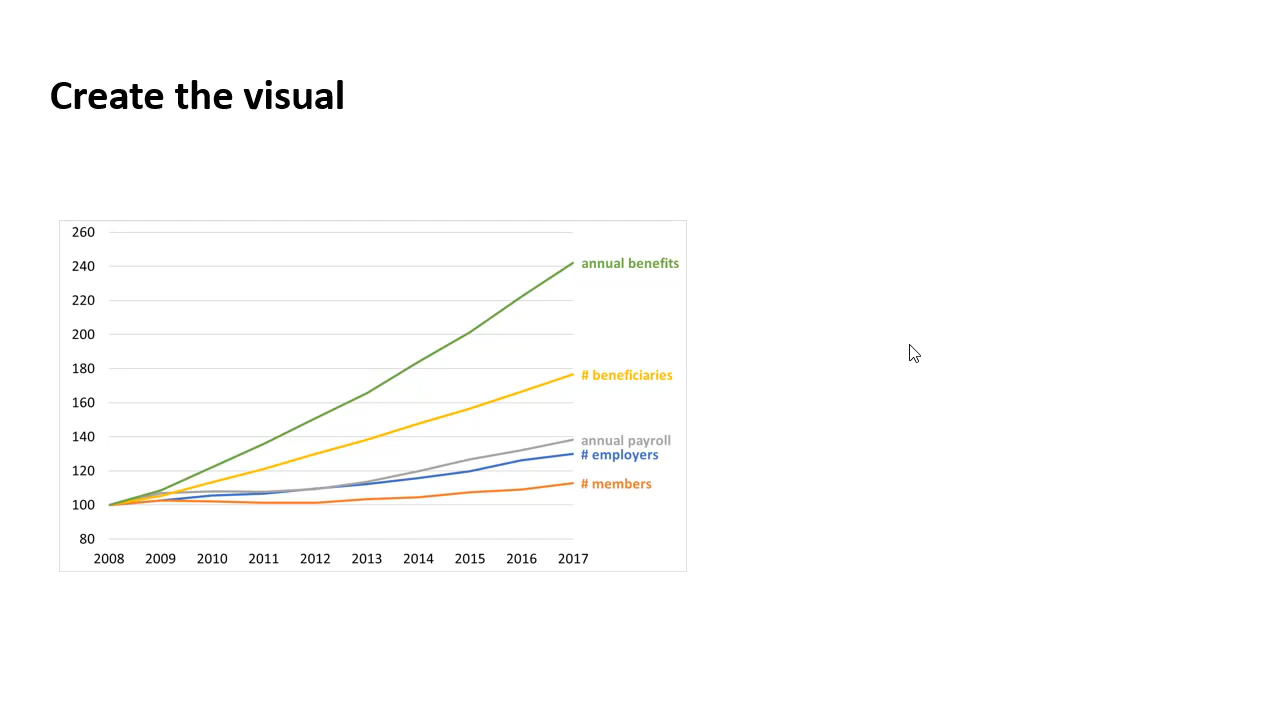 Create the visual
260
240
220
200
180
160
140
120
100
80
annual benefits
# beneficiaries
annual payroll
# employers
# members
2008 2009 2010 2011 2012 2013 2014 2015 2016 2017